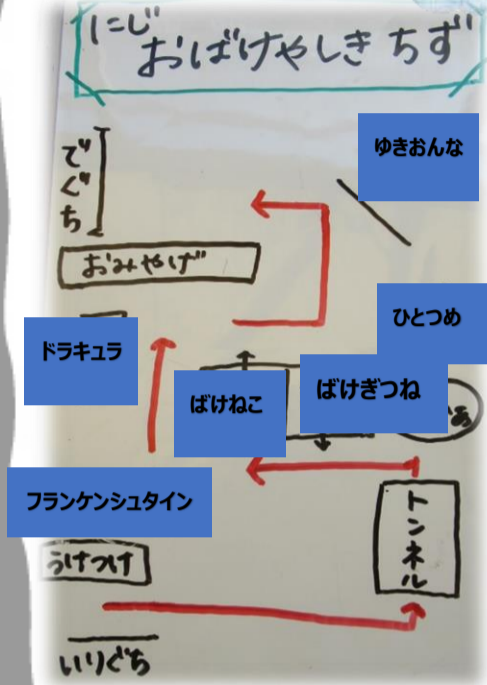 にじ
おばけやしき ちず
ゆきおんな
でぐち
おみやげ
ひとつめ
ドラキュラ
ばけねこ
ばけぎつね
フランケンシュタイン
トンネル
うけつけ
いりぐち